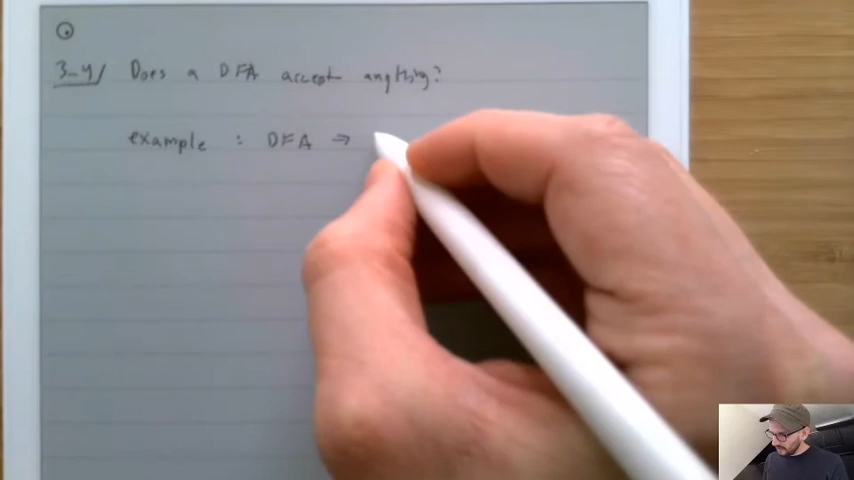 3-4/ Does a DFA accept anything?
example : DFA ⇒